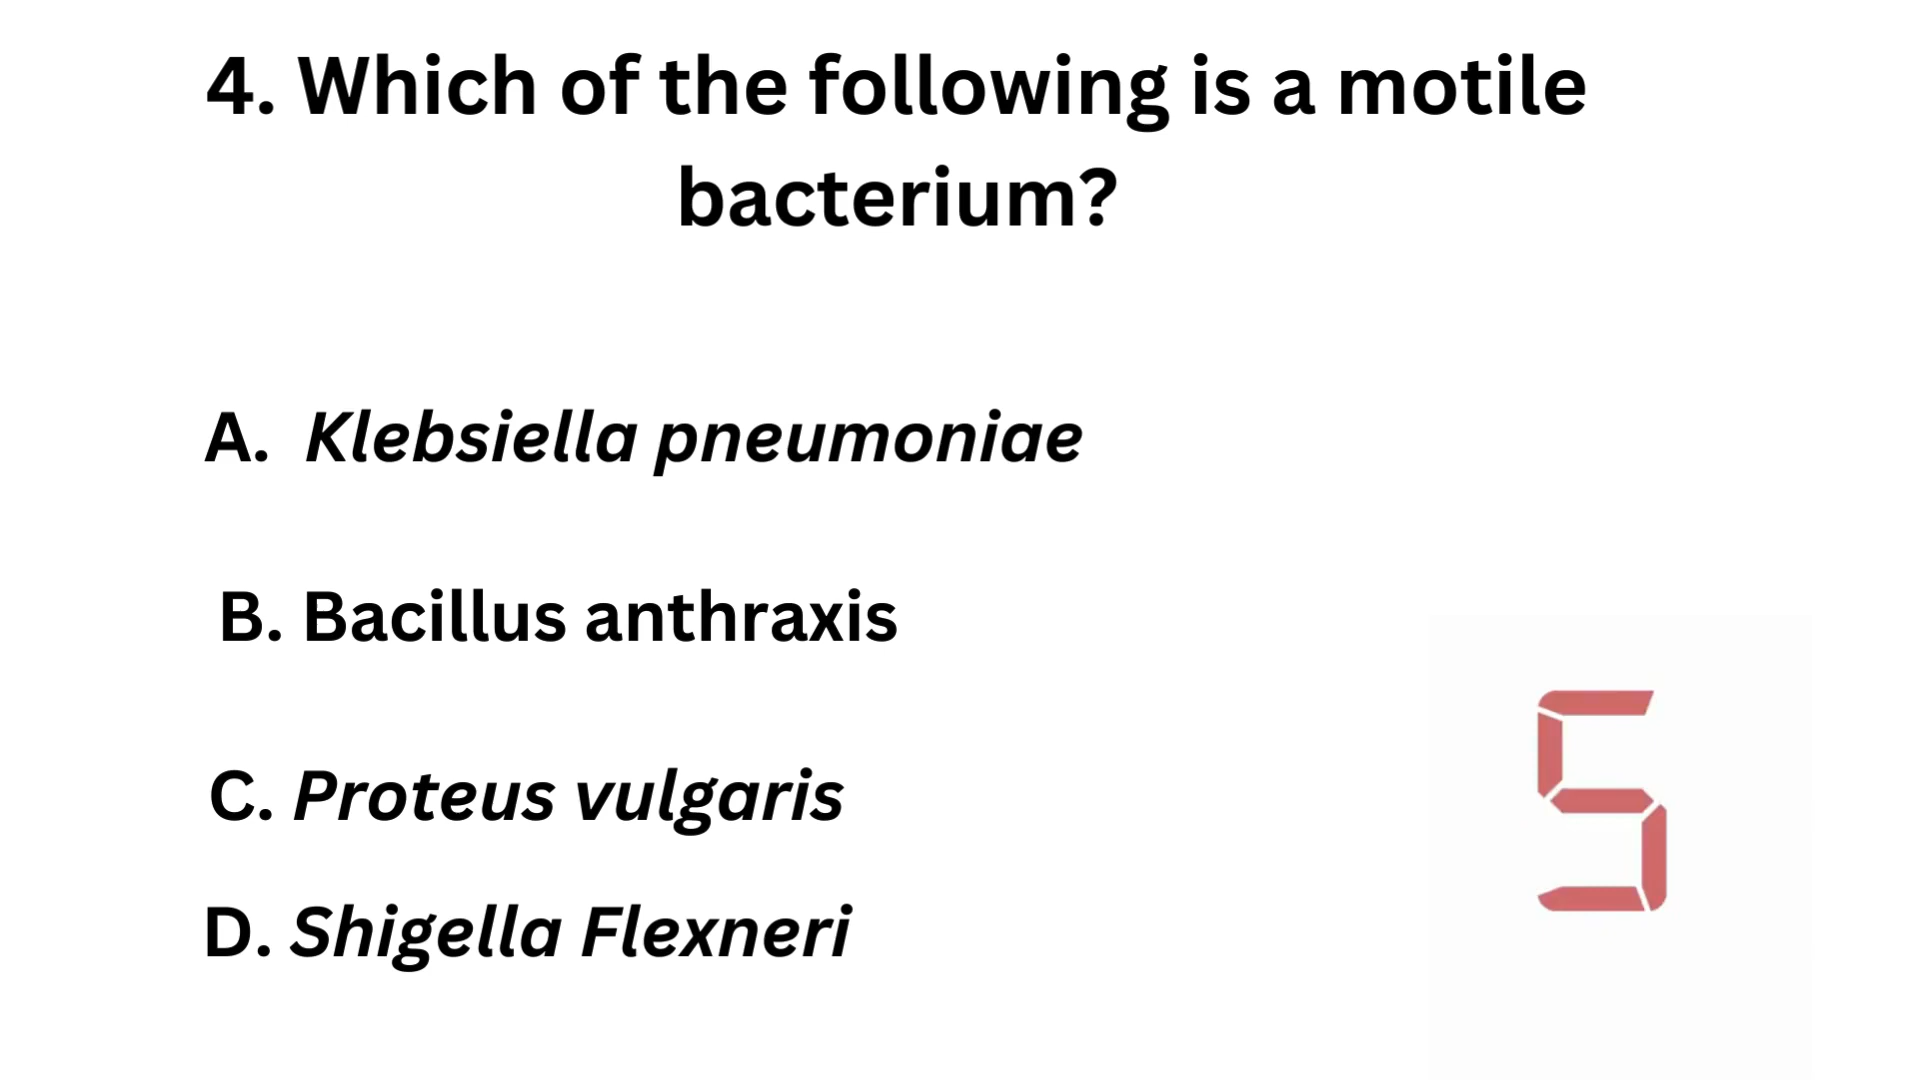 4. Which of the following is a motile
bacterium?
A. Klebsiella pneumoniae
B. Bacillus anthraxis
C. Proteus vulgaris
D. Shigella Flexneri
5